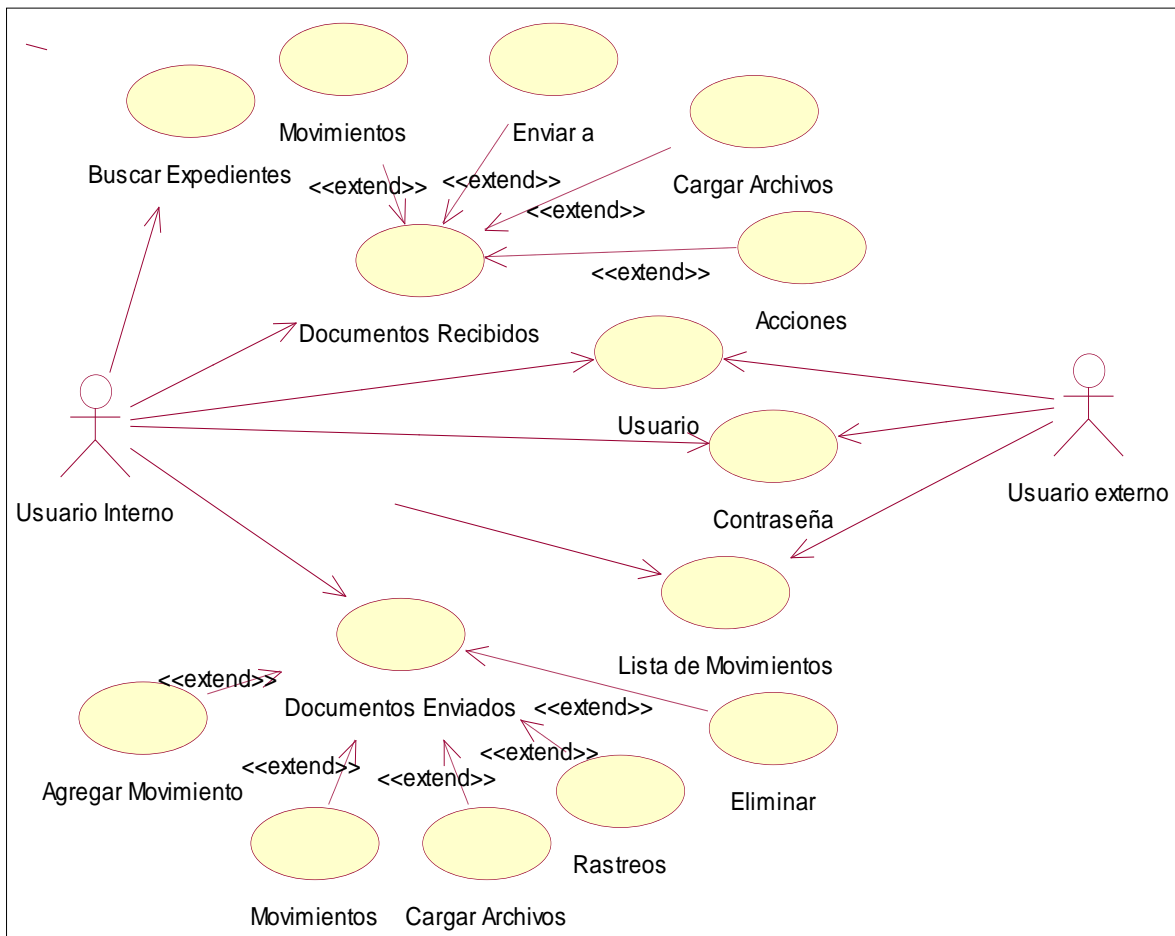 Movimientos
Enviar a
Buscar Expedientes
Cargar Archivos
<<extend>>
<<extend>>
<<extend>>
<<extend>>
Documentos Recibidos
Acciones
Usuario
Usuario Interno
Usuario externo
Contraseña
Lista de Movimientos
<<extend>>
Documentos Enviados
<<extend>>
<<extend>>
<<extend>>
<<extend>>
Agregar Movimiento
Eliminar
Rastreos
Movimientos
Cargar Archivos